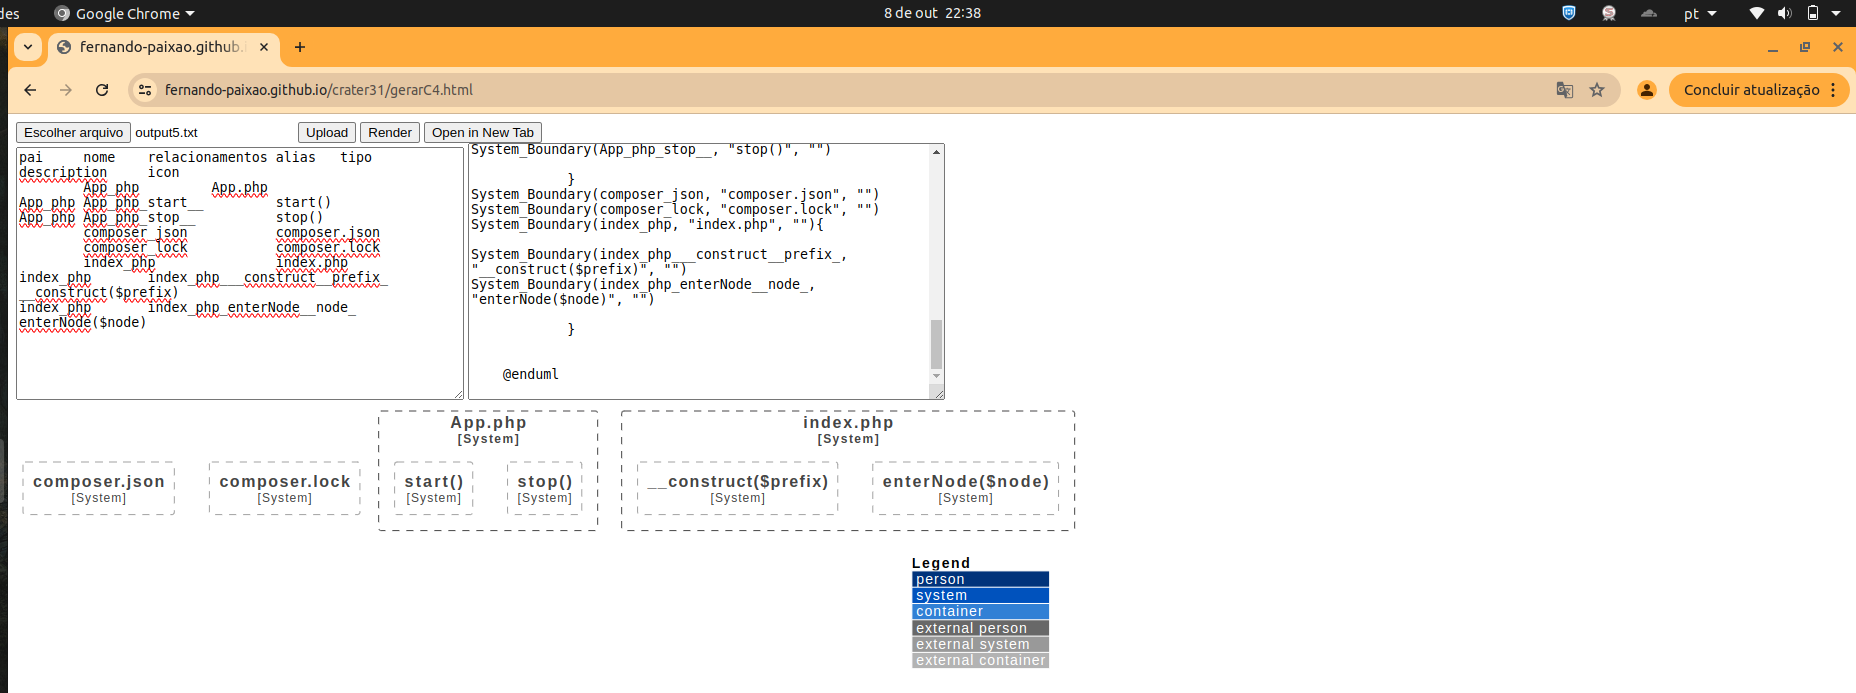 des Google Chrome 8 de out 22:38 pt
fernando-paixao.github.
fernando-paixao.github.io/crater31/gerarC4.html Concluir atualização
Escolher arquivo output5.txt Upload Render Open in New Tab
pai nome relacionamentos alias tipo
description icon
App_php App.php
App_php App_php_start__ start()
App_php App_php_stop__ stop()
composer_json composer.json
composer_lock composer.lock
index_php index.php
index_php index_php___construct__prefix_
__construct($prefix)
index_php index_php_enterNode__node_
enterNode($node)
System_Boundary(App_php_stop__, "stop()", "")
}
System_Boundary(composer_json, "composer.json", "")
System_Boundary(composer_lock, "composer.lock", "")
System_Boundary(index_php, "index.php", ""){
System_Boundary(index_php___construct__prefix_,
"__construct($prefix)", "")
System_Boundary(index_php_enterNode__node_,
"enterNode($node)", "")
}
@enduml
App.php
[System]
index.php
[System]
composer.json
[System]
composer.lock
[System]
start()
[System]
stop()
[System]
__construct($prefix)
[System]
enterNode($node)
[System]
Legend
person
system
container
external person
external system
external container